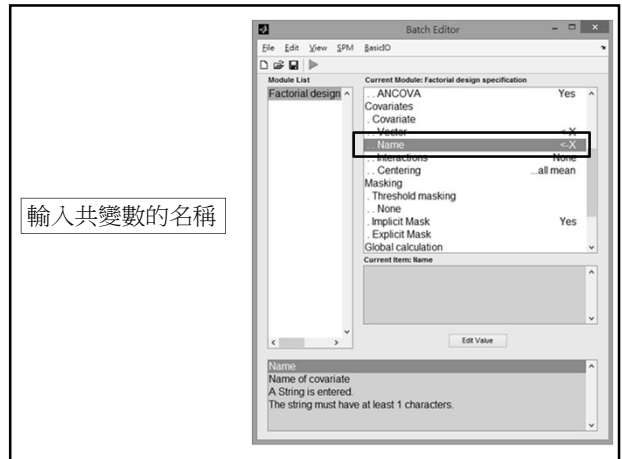 Batch Editor
File Edit View SPM BasicIO
Module List
Current Module: Factorial design specification
Factorial design
. . ANCOVA Yes
Covariates
. Covariate
. . Vector <-X
. . Name <-X
. . Interactions None
. . Centering ...all mean
Masking
. Threshold masking
. . None
. Implicit Mask Yes
. Explicit Mask
Global calculation
輸入共變數的名稱
Current Item: Name
Edit Value
Name
Name of covariate
A String is entered.
The string must have at least 1 characters.